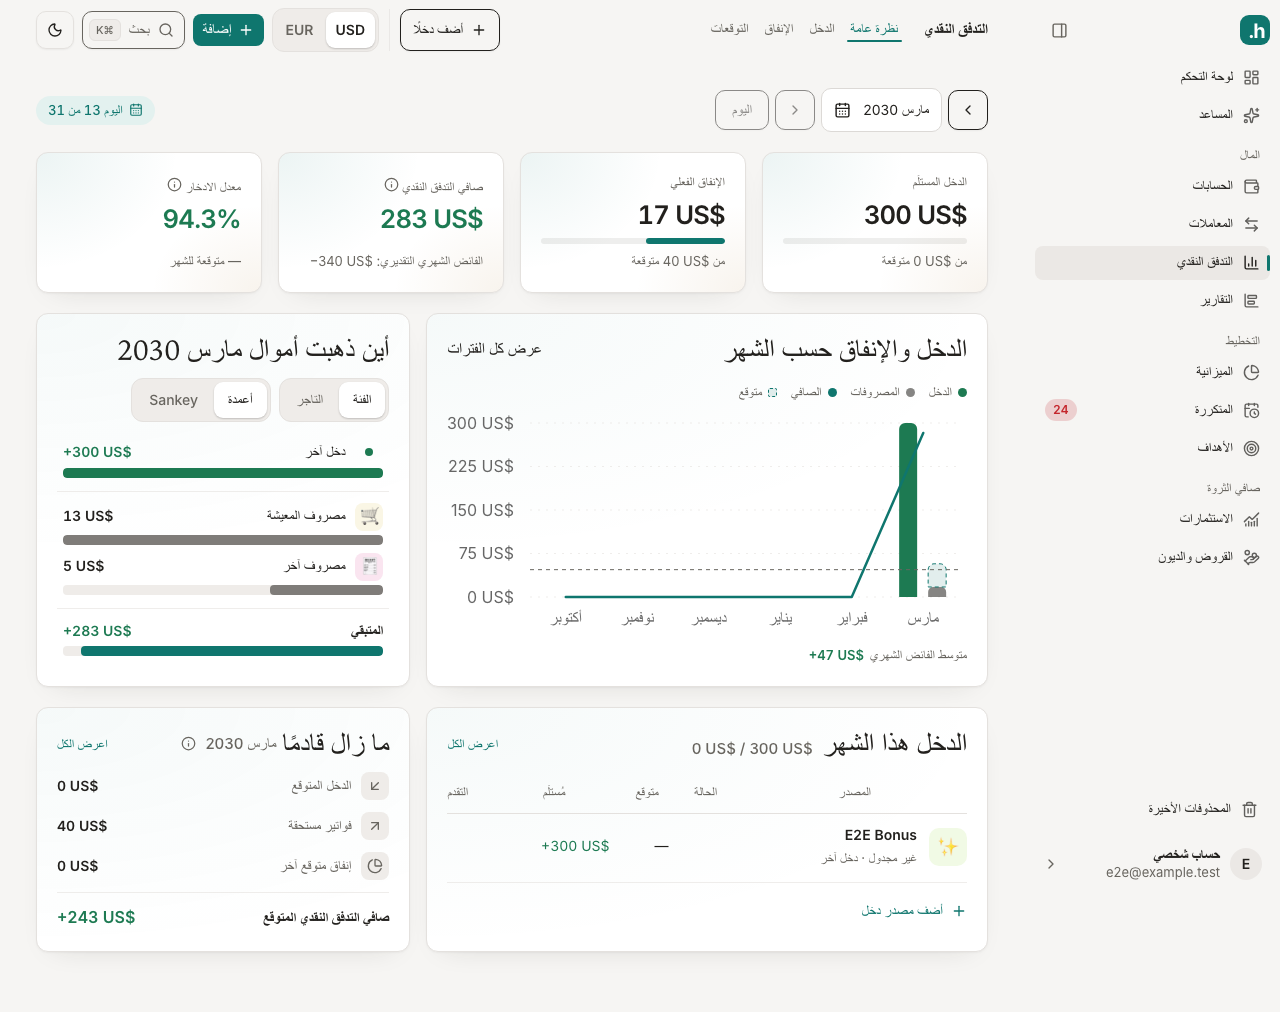 h.
لوحة التحكم
المساعد
المال
الحسابات
المعاملات
التدفق النقدي
التقارير
التخطيط
الميزانية
المتكررة
24
الأهداف
صافي الثروة
الاستثمارات
القروض والديون
المحذوفات الأخيرة
E
حساب شخصي
e2e@example.test
التدفق النقدي
نظرة عامة
الدخل
الإنفاق
التوقعات
أضف دخلًا
USD
EUR
إضافة
بحث
⌘K
مارس 2030
اليوم
اليوم 13 من 31
الدخل المستلَم
300 US$
من 0 US$ متوقعة
الإنفاق الفعلي
17 US$
من 40 US$ متوقعة
صافي التدفق النقدي
283 US$
الفائض الشهري التقديري: −340 US$
معدل الادخار
94.3%
— متوقعة للشهر
الدخل والإنفاق حسب الشهر
عرض كل الفترات
الدخل
المصروفات
الصافي
متوقع
300 US$
225 US$
150 US$
75 US$
0 US$
مارس
فبراير
يناير
ديسمبر
نوفمبر
أكتوبر
متوسط الفائض الشهري +47 US$
أين ذهبت أموال مارس 2030
الفئة
التاجر
أعمدة
Sankey
دخل آخر
+300 US$
مصروف المعيشة
13 US$
مصروف آخر
5 US$
المتبقي
+283 US$
الدخل هذا الشهر
0 US$ / 300 US$
اعرض الكل
المصدر
الحالة
متوقع
مُستلَم
التقدم
E2E Bonus
غير مجدول · دخل آخر
—
+300 US$
أضف مصدر دخل
ما زال قادمًا
مارس 2030
اعرض الكل
الدخل المتوقع
0 US$
فواتير مستحقة
40 US$
إنفاق متوقع آخر
0 US$
صافي التدفق النقدي المتوقع
+243 US$